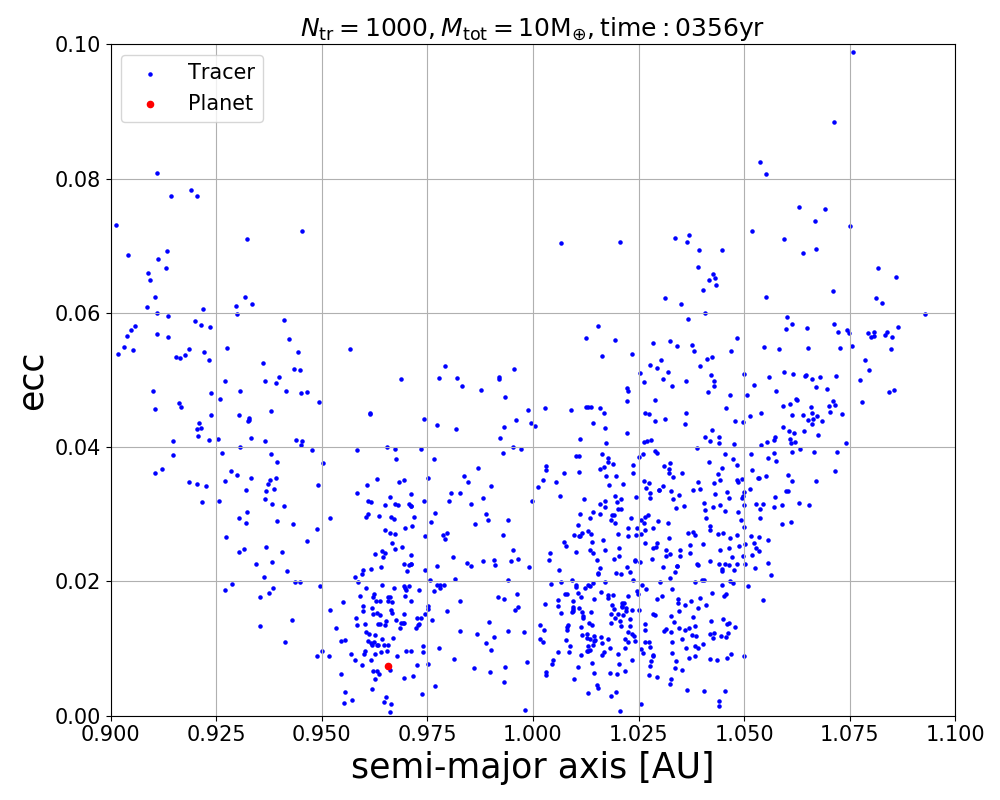 N_tr = 1000, M_tot = 10M_⊕, time : 0356yr
Tracer
Planet
ecc
0.10
0.08
0.06
0.04
0.02
0.00
0.900 0.925 0.950 0.975 1.000 1.025 1.050 1.075 1.100
semi-major axis [AU]